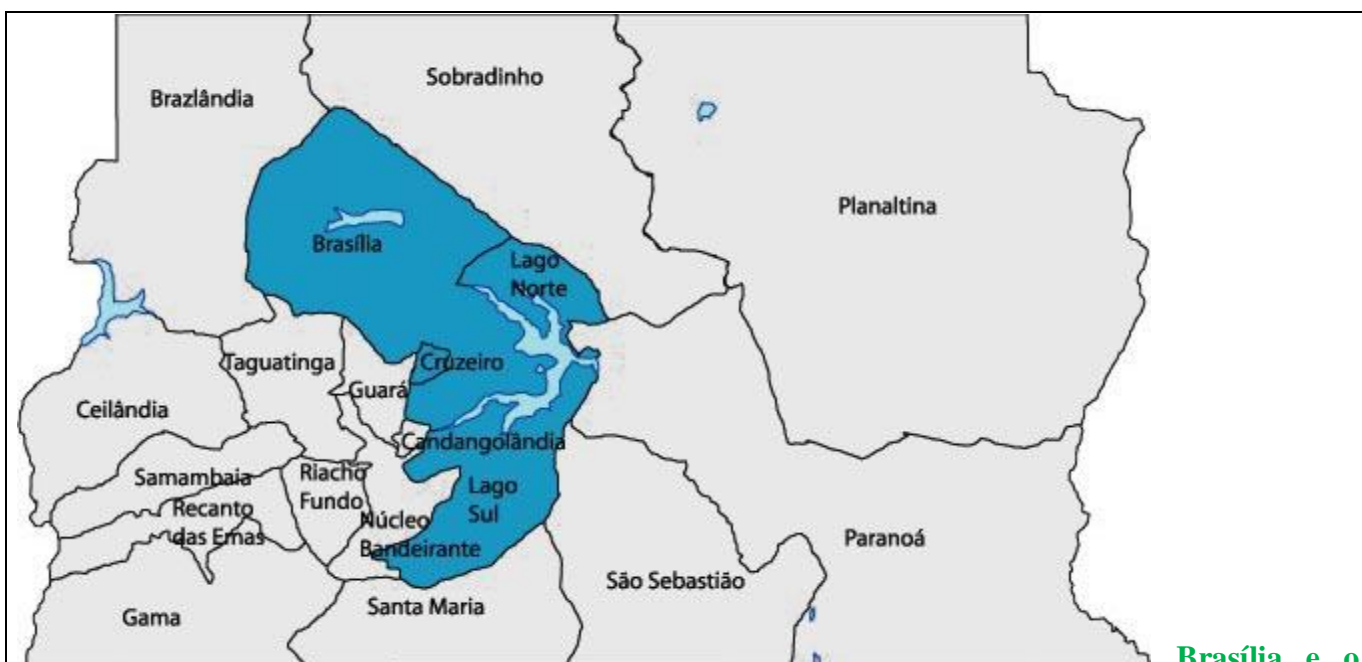 Sobradinho
Brazlândia
Planaltina
Brasília
Lago
Norte
Taguatinga
Cruzeiro
Guará
Ceilândia
Candangolândia
Samambaia
Riacho
Fundo
Lago
Sul
Recanto
das Emas
Núcleo
Bandeirante
Paranoá
São Sebastião
Santa Maria
Gama
Brasília e o